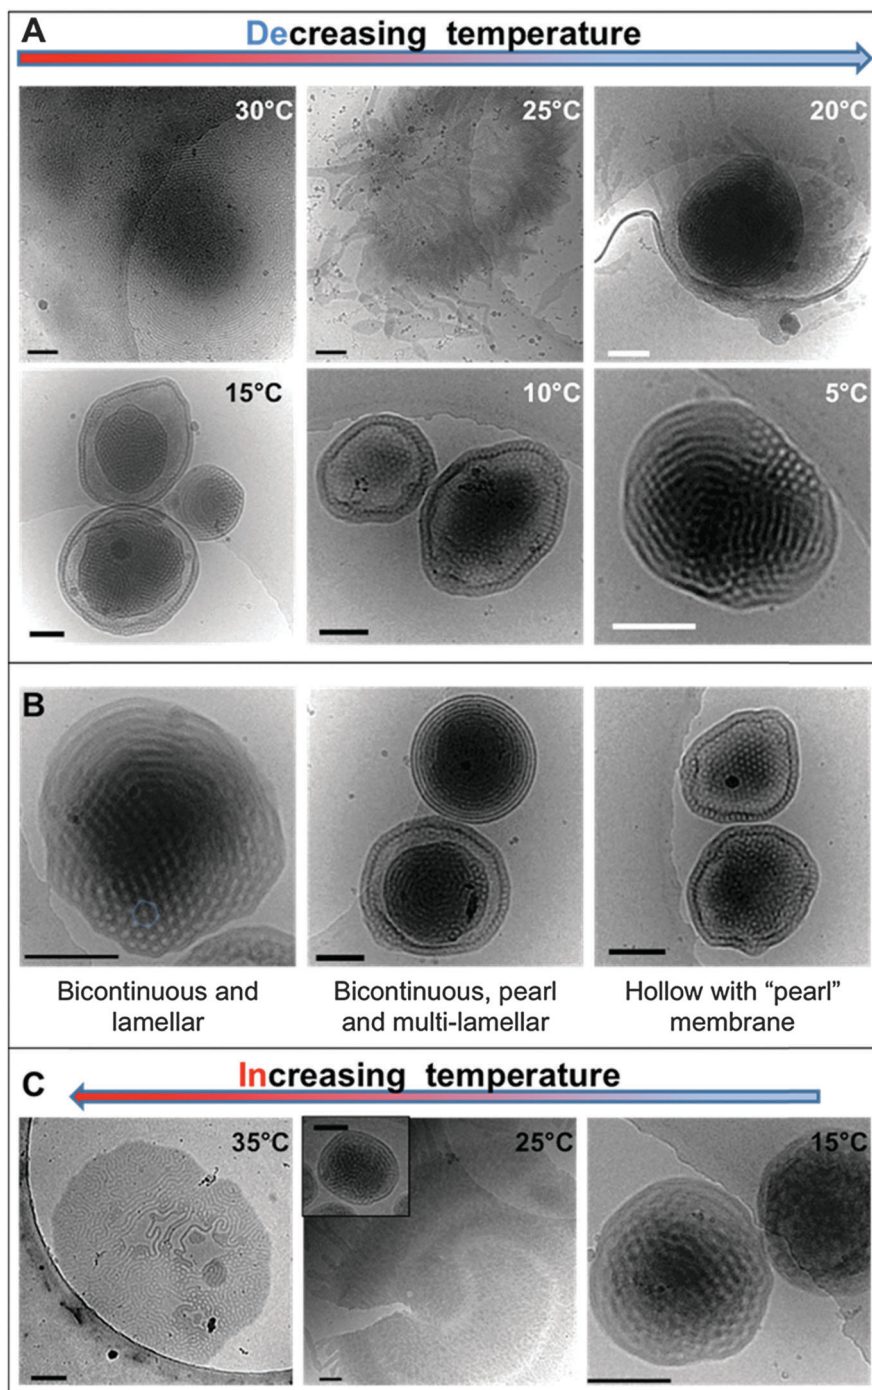 A
Decreasing temperature
30°C
25°C
20°C
15°C
10°C
5°C
B
Bicontinuous and
lamellar
Bicontinuous, pearl
and multi-lamellar
Hollow with “pearl”
membrane
C
Increasing temperature
35°C
25°C
15°C